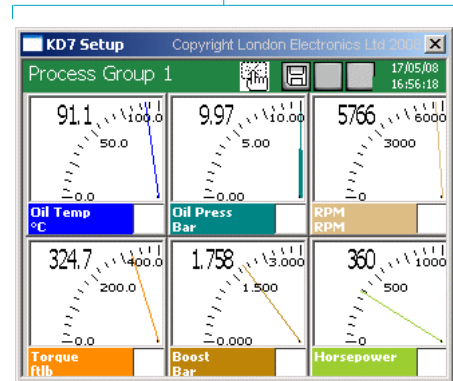 KD7 Setup Copyright London Electronics Ltd 2008
Process Group 1 17/05/08
16:56:18
91.1 100.0 9.97 10.00 5766 6000
50.0 5.00 3000
0.0 0.00 0
Oil Temp Oil Press RPM
°C Bar RPM
324.7 400.0 1.758 3.000 360 1000
200.0 1.500 500
0.0 0.000 0
Torque Boost Horsepower
ftlb Bar